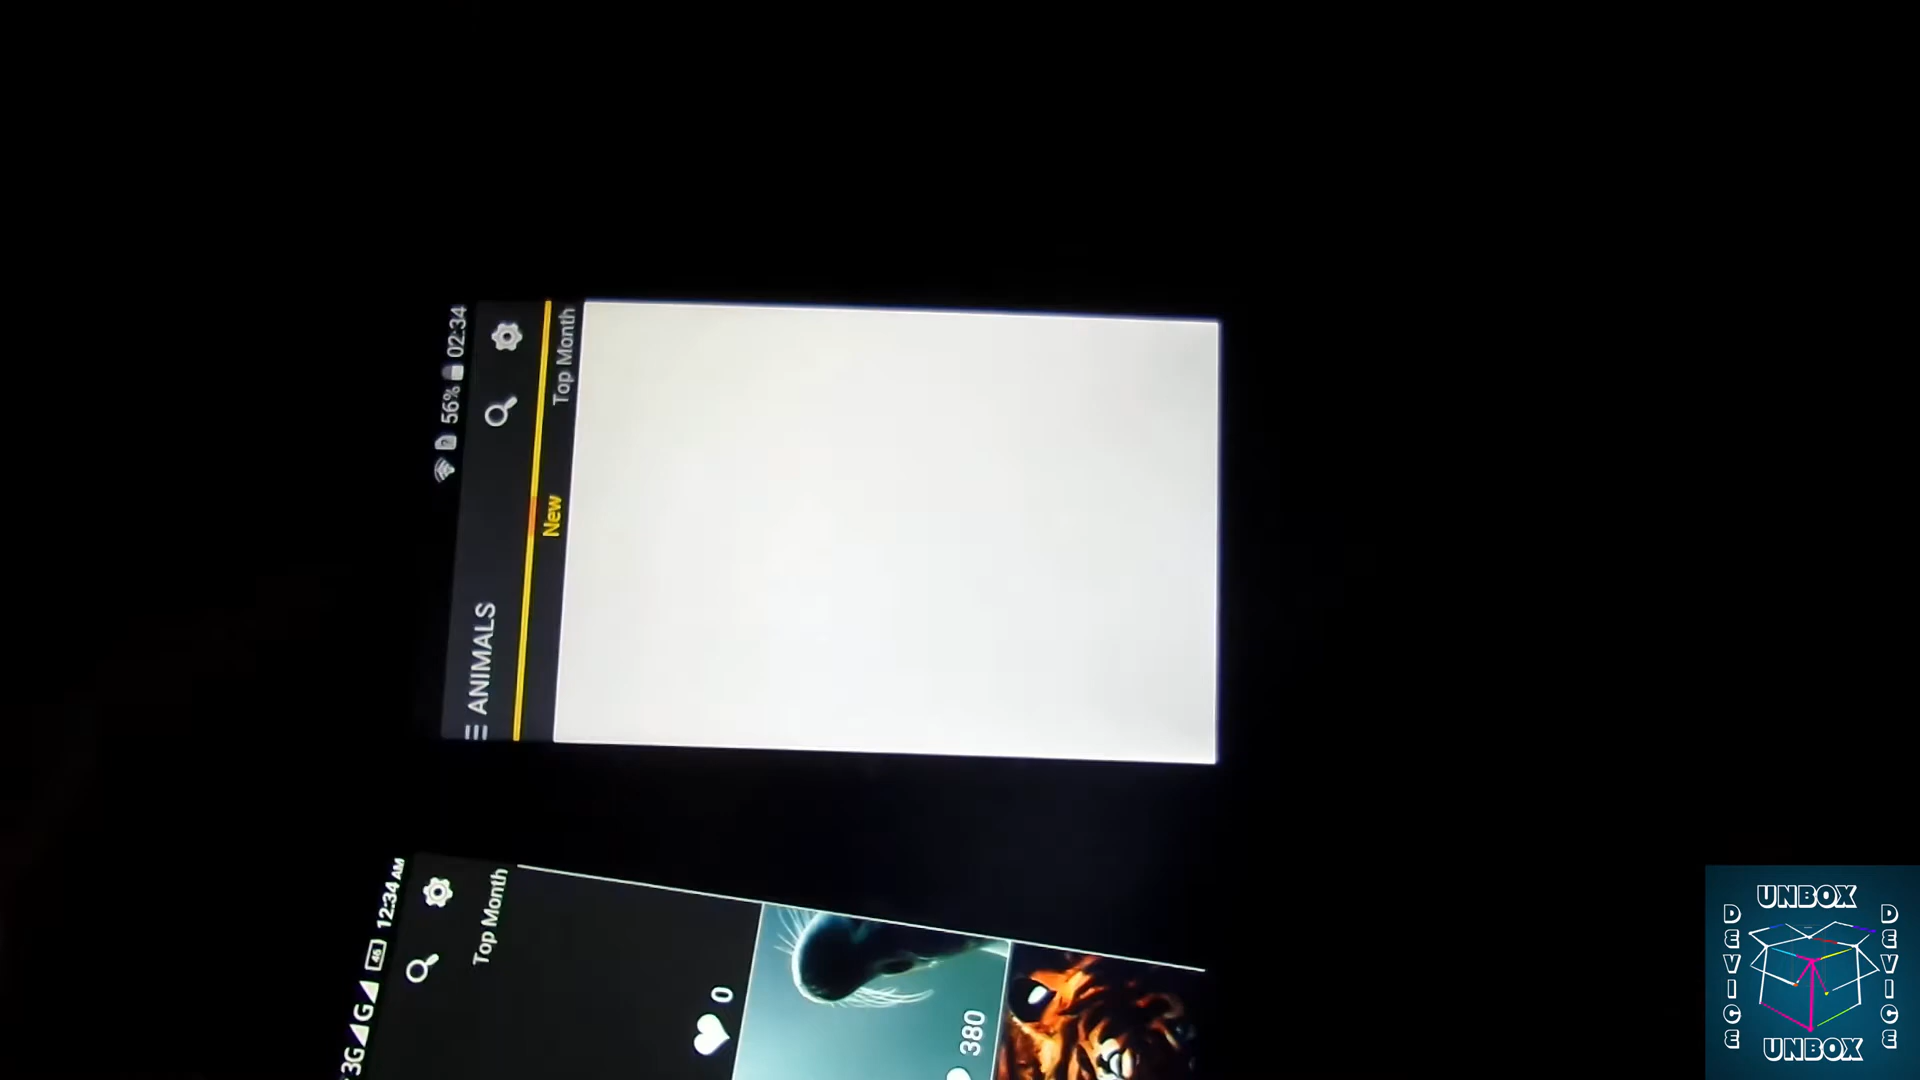 56% 02:34
ANIMALS
New Top Month
3G G 46 12:34 AM
Top Month
0
380
UNBOX
DEVICE
DEVICE
UNBOX